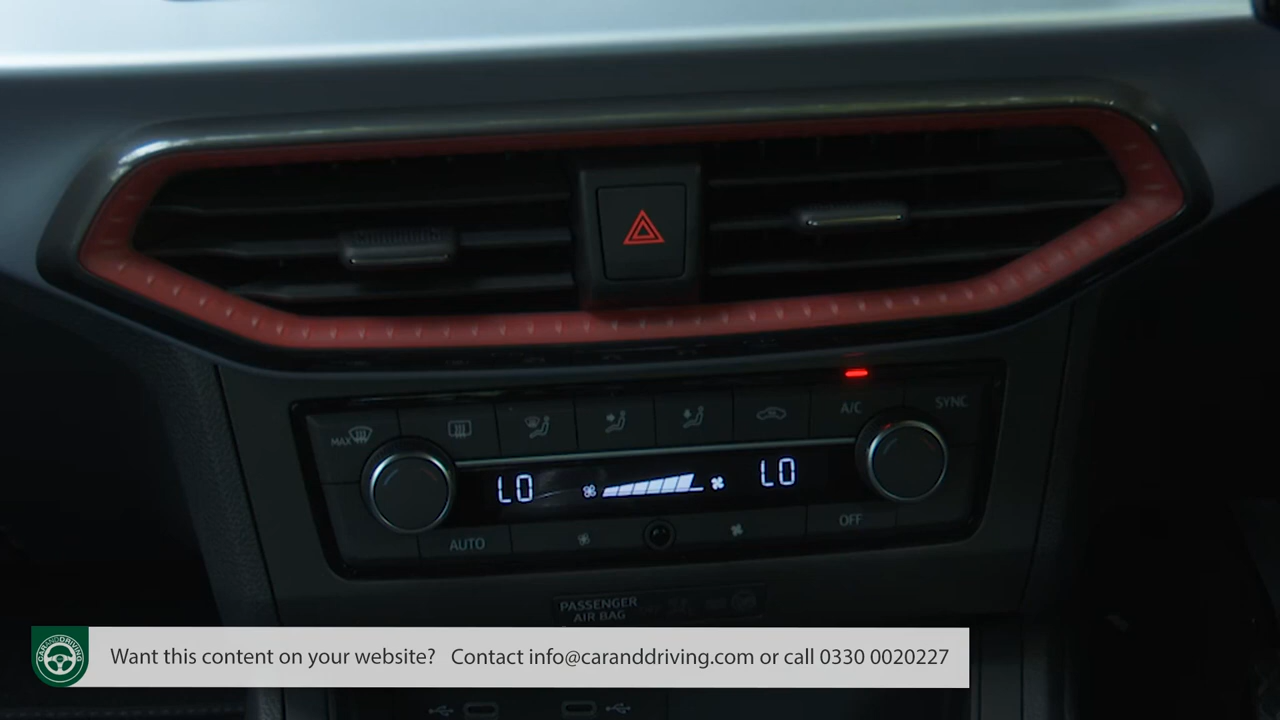 MAX
A/C
SYNC
LO
LO
AUTO
OFF
PASSENGER
AIR BAG
CARANDDRIVING
Want this content on your website? Contact info@caranddriving.com or call 0330 0020227